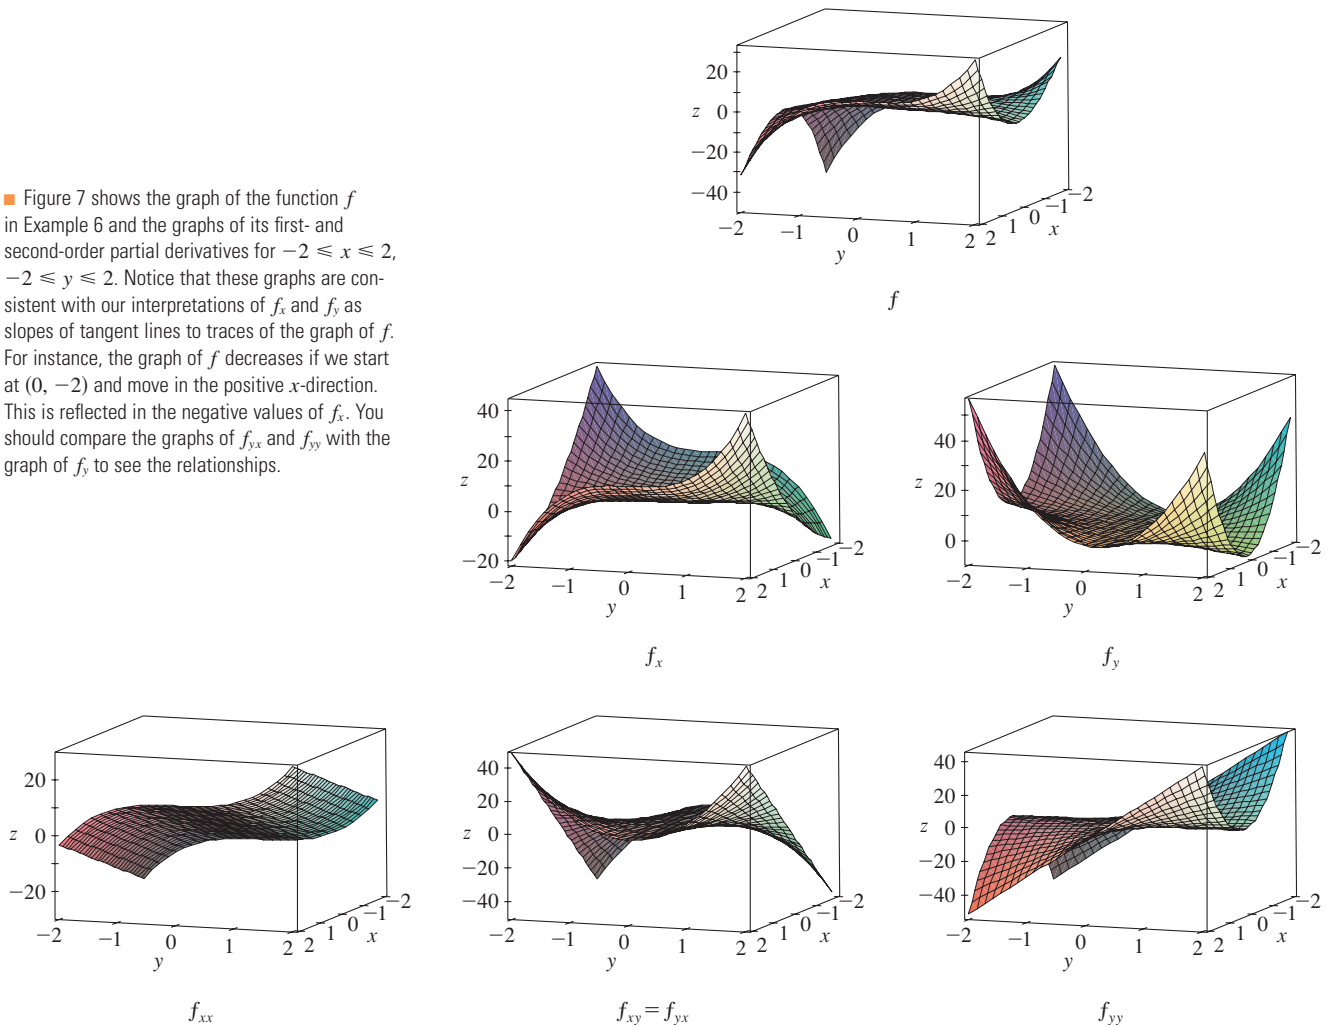 ■ Figure 7 shows the graph of the function f
in Example 6 and the graphs of its first- and
second-order partial derivatives for −2 ≤ x ≤ 2,
−2 ≤ y ≤ 2. Notice that these graphs are con-
sistent with our interpretations of fₓ and f_y as
slopes of tangent lines to traces of the graph of f.
For instance, the graph of f decreases if we start
at (0, −2) and move in the positive x-direction.
This is reflected in the negative values of fₓ. You
should compare the graphs of f_yx and f_yy with the
graph of f_y to see the relationships.
20
z 0
−20
−40
−2 −1 0 1 2 2 1 0 −1 −2
y x
f
40
20
z
0
−20
−2 −1 0 1 2 2 1 0 −1 −2
y x
fₓ
40
z 20
0
−2 −1 0 1 2 2 1 0 −1 −2
y x
f_y
20
z 0
−20
−2 −1 0 1 2 2 1 0 −1 −2
y x
f_xx
40
20
z 0
−20
−40
−2 −1 0 1 2 2 1 0 −1 −2
y x
f_xy = f_yx
40
20
z 0
−20
−40
−2 −1 0 1 2 2 1 0 −1 −2
y x
f_yy